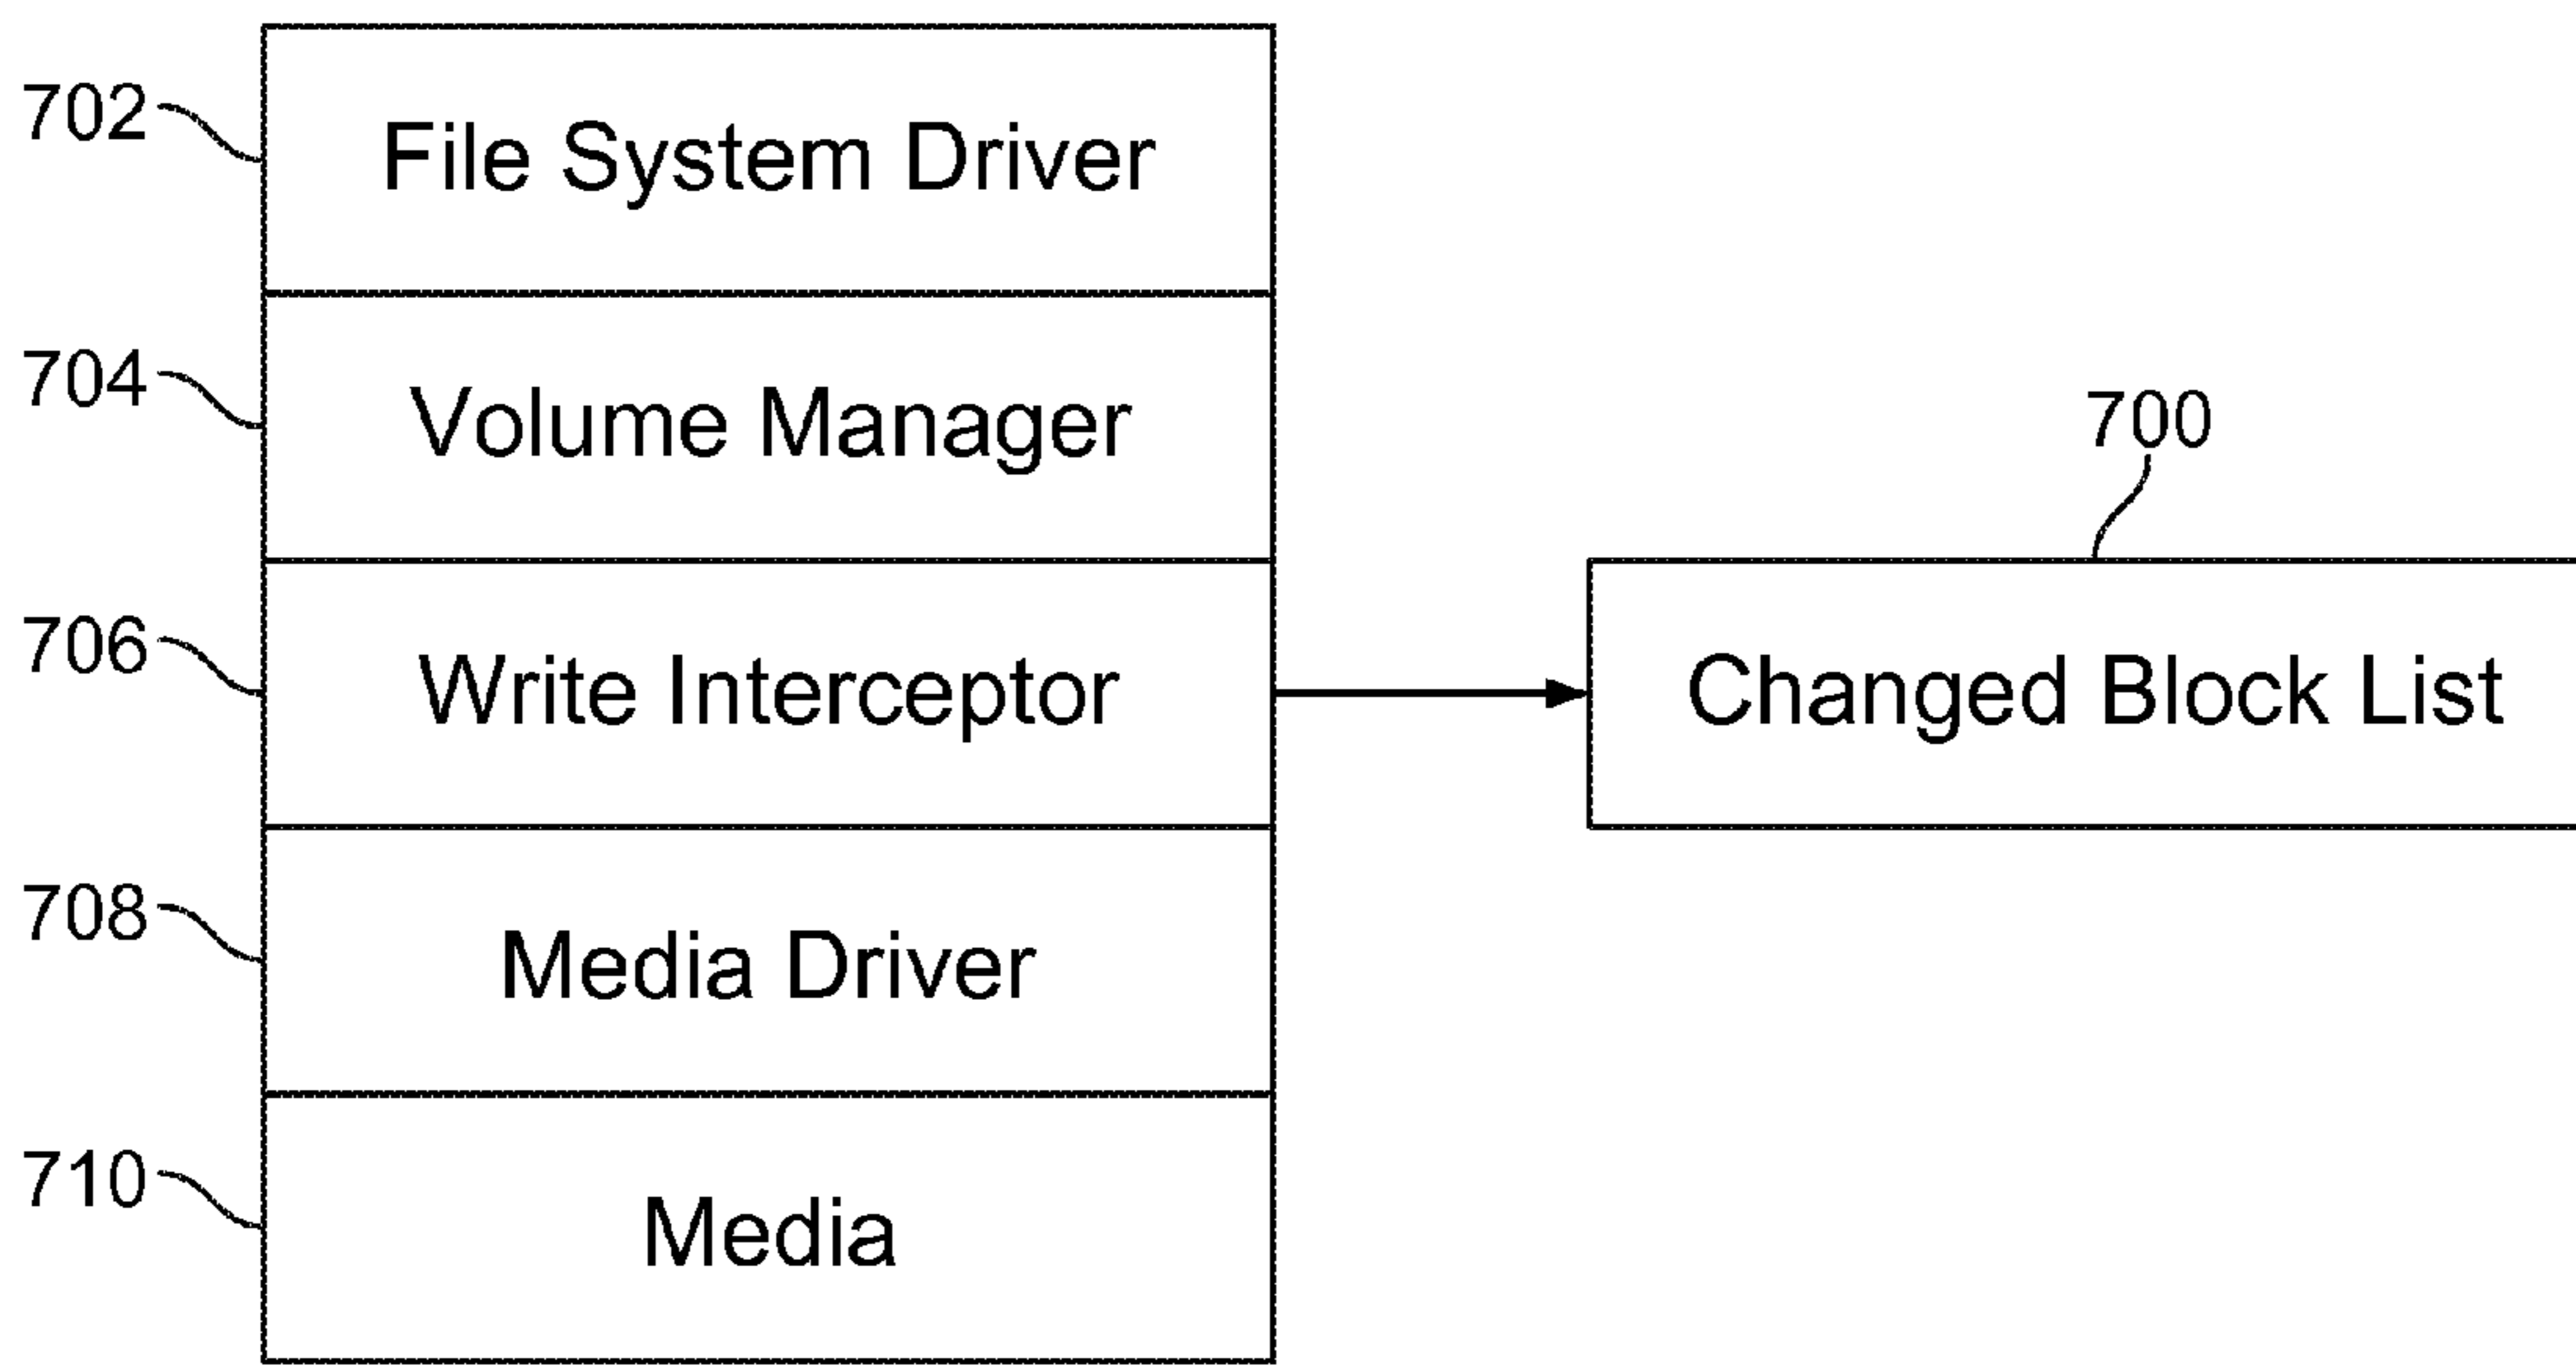 702
File System Driver
704
Volume Manager
700
706
Write Interceptor
Changed Block List
708
Media Driver
710
Media